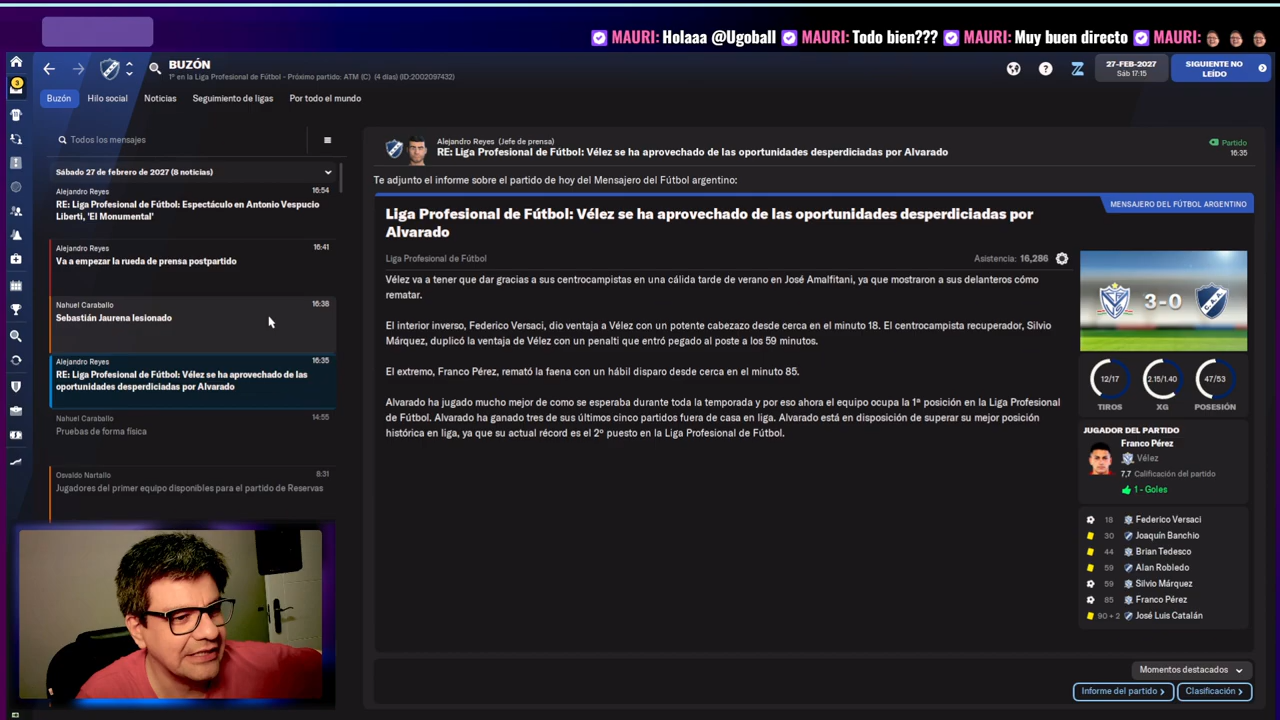 MAURI: Holaaa @Ugoball MAURI: Todo bien??? MAURI: Muy buen directo MAURI:
BUZÓN
1º en la Liga Profesional de Fútbol - Próximo partido: ATM (C) (4 días) (ID:2002097432)
27-FEB-2027
Sáb 17:15
SIGUIENTE NO LEÍDO
3
Buzón Hilo social Noticias Seguimiento de ligas Por todo el mundo
Todos los mensajes
Sábado 27 de febrero de 2027 (8 noticias)
Alejandro Reyes 16:54
RE: Liga Profesional de Fútbol: Espectáculo en Antonio Vespucio
Liberti, 'El Monumental'
Alejandro Reyes 16:41
Va a empezar la rueda de prensa postpartido
Nahuel Caraballo 16:38
Sebastián Jaurena lesionado
Alejandro Reyes 16:35
RE: Liga Profesional de Fútbol: Vélez se ha aprovechado de las
oportunidades desperdiciadas por Alvarado
Nahuel Caraballo 14:55
Pruebas de forma física
Osvaldo Nartallo 8:31
Jugadores del primer equipo disponibles para el partido de Reservas
Alejandro Reyes (Jefe de prensa)
RE: Liga Profesional de Fútbol: Vélez se ha aprovechado de las oportunidades desperdiciadas por Alvarado
Partido
16:35
Te adjunto el informe sobre el partido de hoy del Mensajero del Fútbol argentino:
MENSAJERO DEL FÚTBOL ARGENTINO
Liga Profesional de Fútbol: Vélez se ha aprovechado de las oportunidades desperdiciadas por
Alvarado
Liga Profesional de Fútbol Asistencia: 16,286
Vélez va a tener que dar gracias a sus centrocampistas en una cálida tarde de verano en José Amalfitani, ya que mostraron a sus delanteros cómo
rematar.
El interior inverso, Federico Versaci, dio ventaja a Vélez con un potente cabezazo desde cerca en el minuto 18. El centrocampista recuperador, Silvio
Márquez, duplicó la ventaja de Vélez con un penalti que entró pegado al poste a los 59 minutos.
El extremo, Franco Pérez, remató la faena con un hábil disparo desde cerca en el minuto 85.
Alvarado ha jugado mucho mejor de como se esperaba durante toda la temporada y por eso ahora el equipo ocupa la 1ª posición en la Liga Profesional
de Fútbol. Alvarado ha ganado tres de sus últimos cinco partidos fuera de casa en liga. Alvarado está en disposición de superar su mejor posición
histórica en liga, ya que su actual récord es el 2º puesto en la Liga Profesional de Fútbol.
3-0
12/17 2.15/1.40 47/53
TIROS XG POSESIÓN
JUGADOR DEL PARTIDO
Franco Pérez
Vélez
7,7 Calificación del partido
1 - Goles
18 Federico Versaci
30 Joaquín Banchio
44 Brian Tedesco
59 Alan Robledo
59 Silvio Márquez
85 Franco Pérez
90 + 2 José Luis Catalán
Momentos destacados
Informe del partido
Clasificación